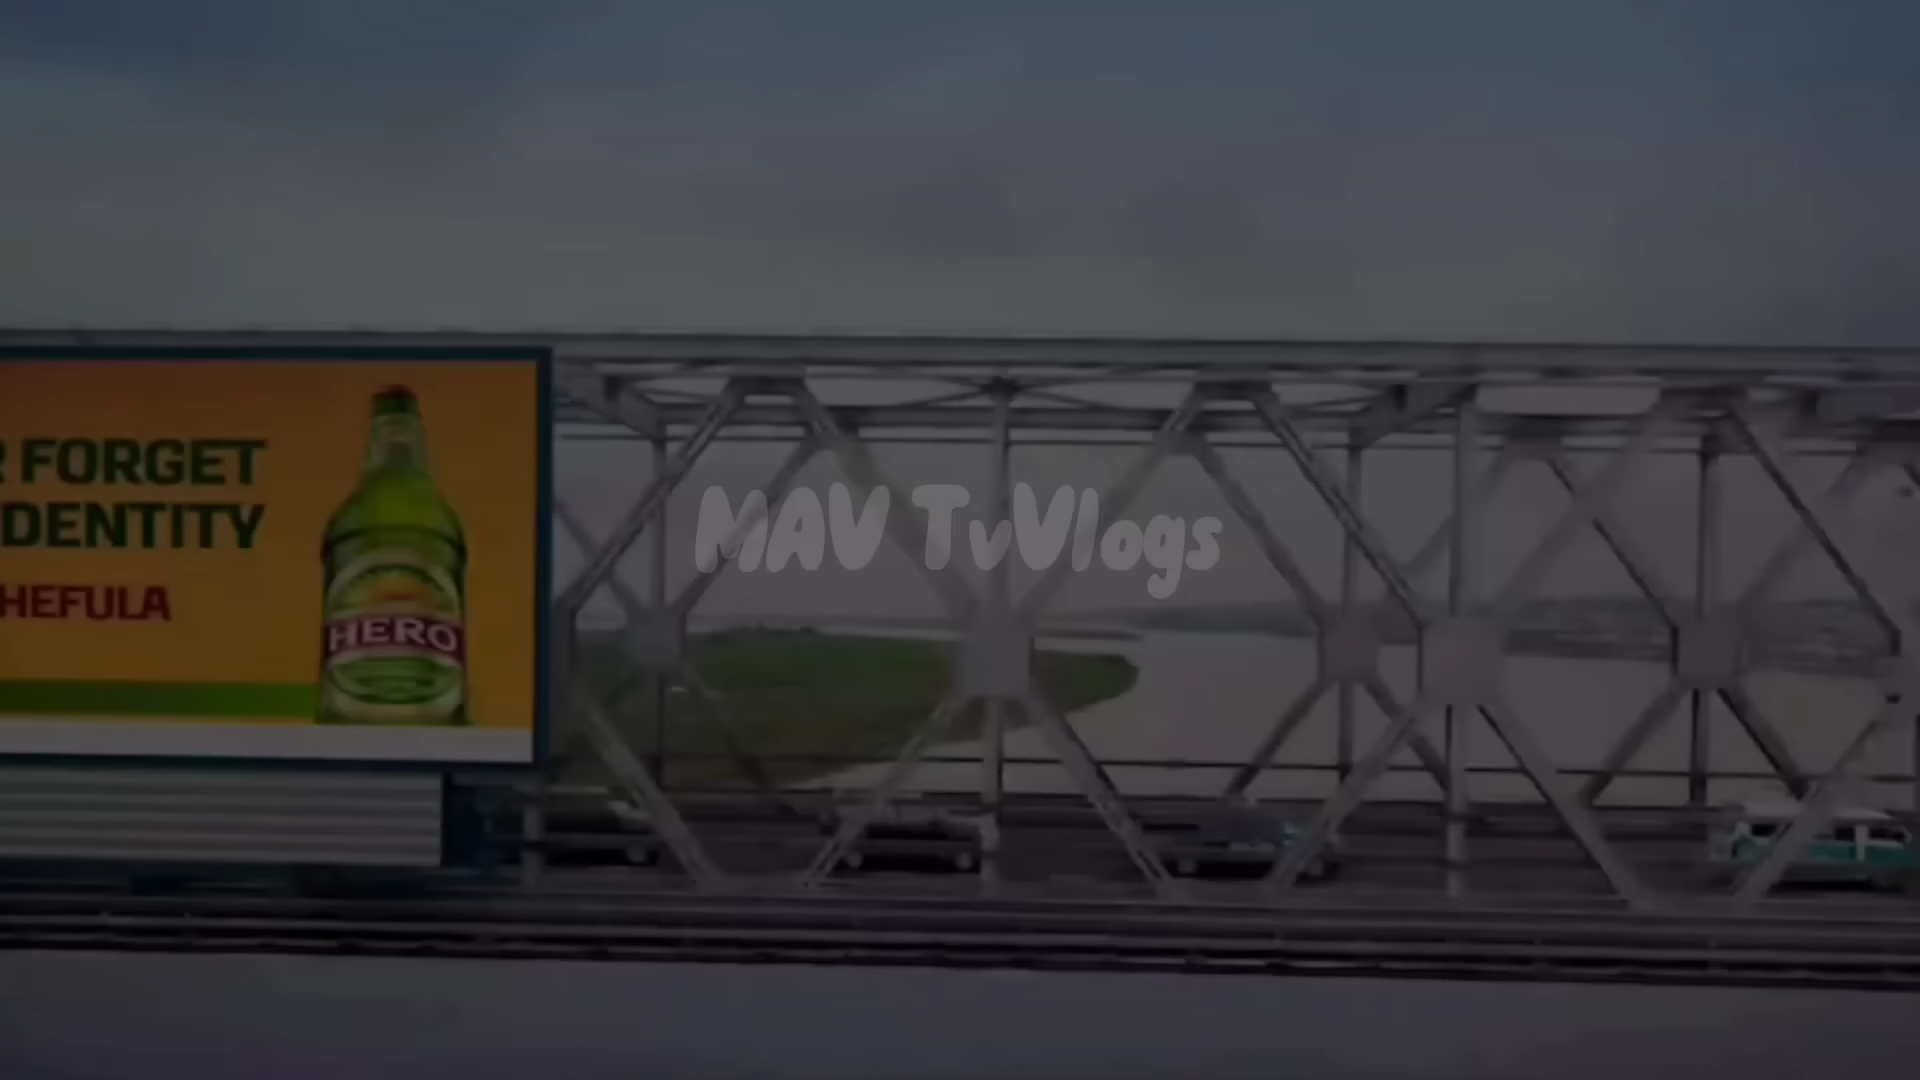 R FORGET
DENTITY
HEFULA
HERO
MAV TvVlogs